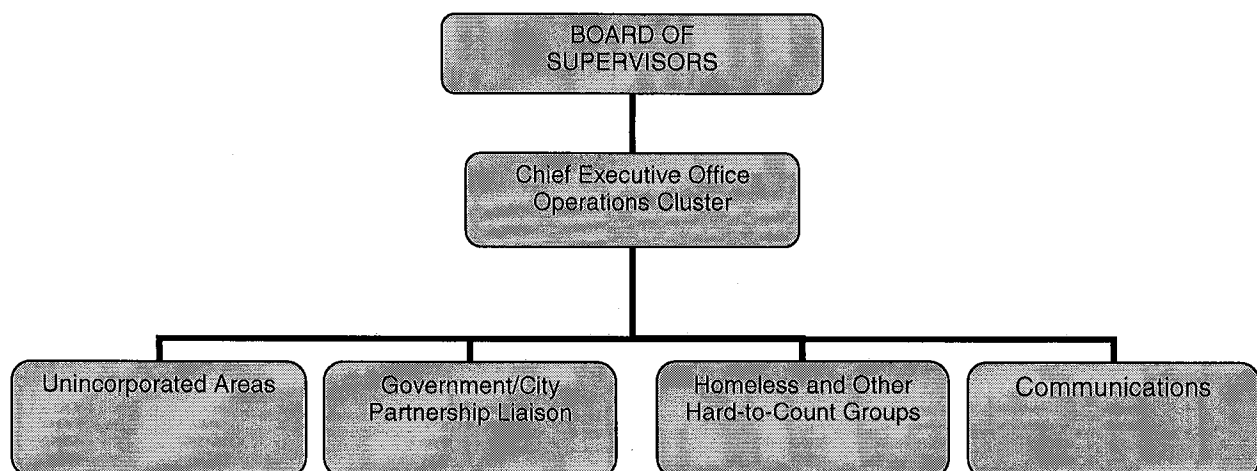 BOARD OF
SUPERVISORS
Chief Executive Office
Operations Cluster
Unincorporated Areas
Government/City
Partnership Liaison
Homeless and Other
Hard-to-Count Groups
Communications